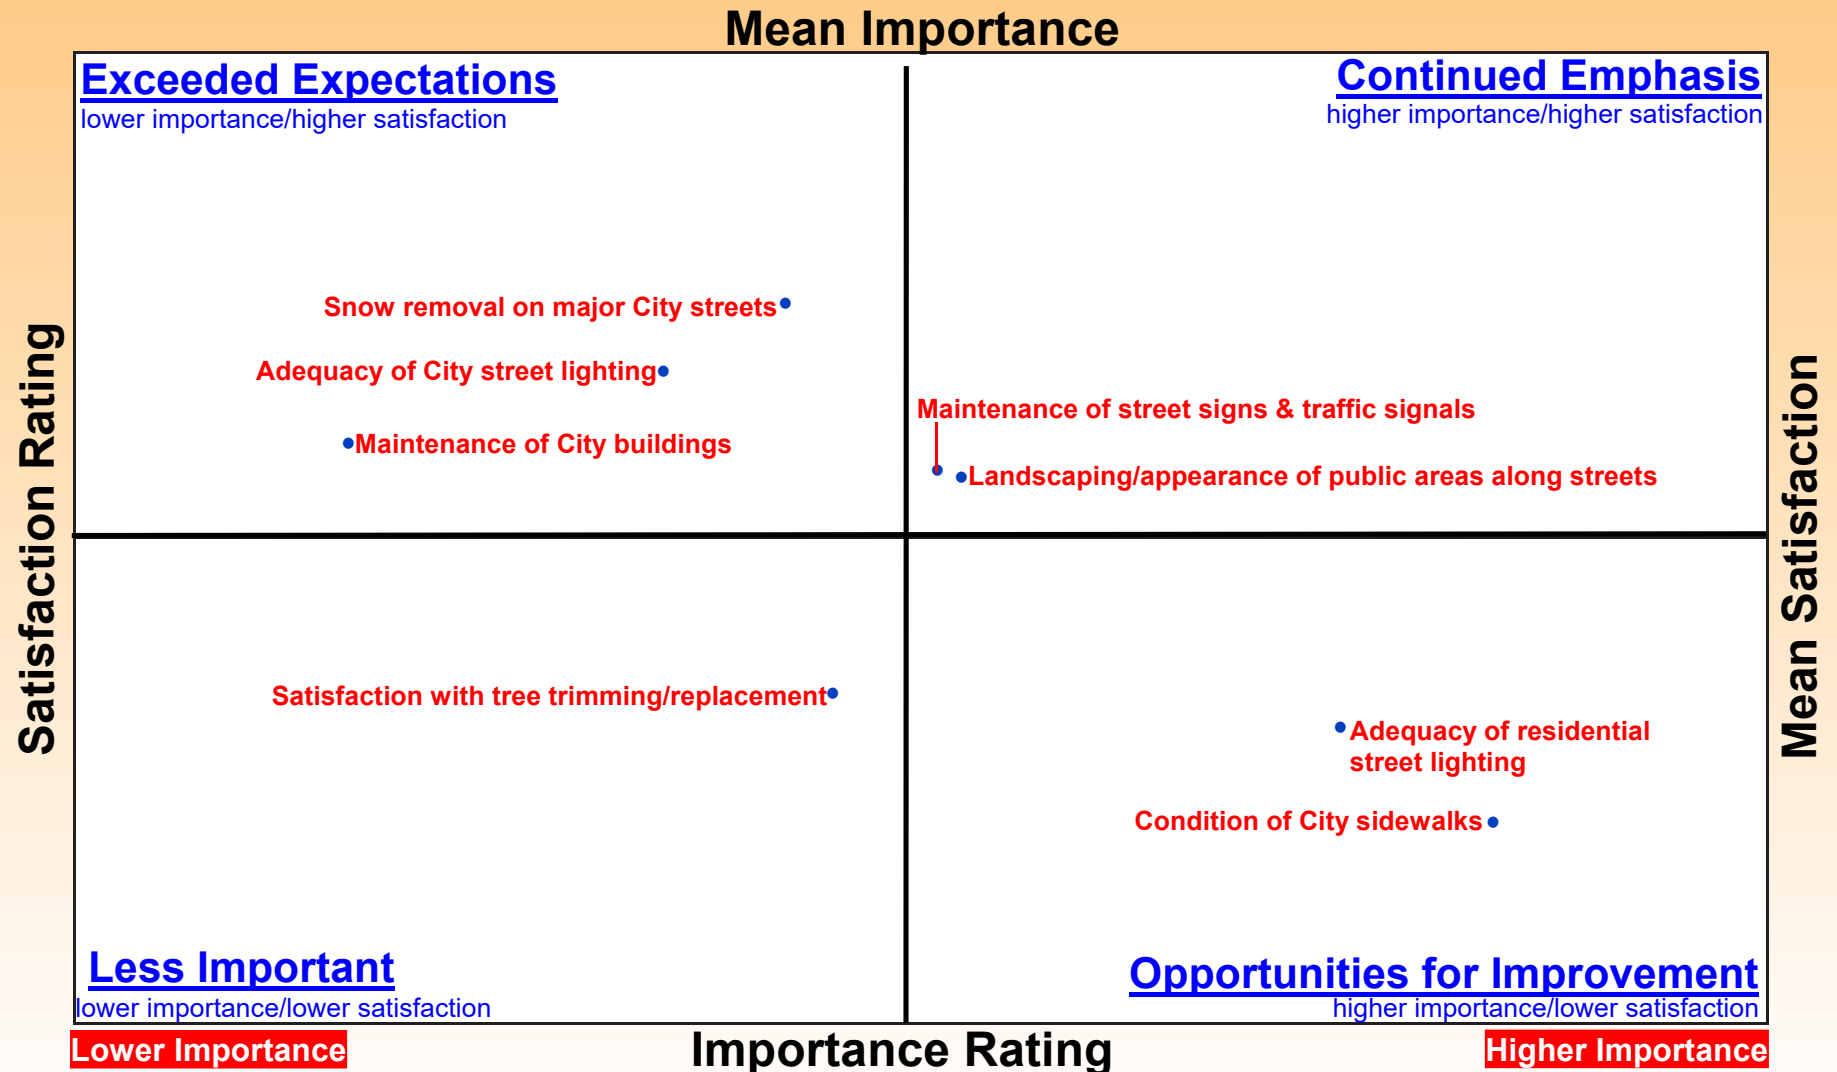 Mean Importance
Exceeded Expectations
lower importance/higher satisfaction
Continued Emphasis
higher importance/higher satisfaction
Snow removal on major City streets
Adequacy of City street lighting
Maintenance of City buildings
Maintenance of street signs & traffic signals
Landscaping/appearance of public areas along streets
Satisfaction Rating
Mean Satisfaction
Satisfaction with tree trimming/replacement
Adequacy of residential
street lighting
Condition of City sidewalks
Less Important
lower importance/lower satisfaction
Opportunities for Improvement
higher importance/lower satisfaction
Lower Importance
Importance Rating
Higher Importance